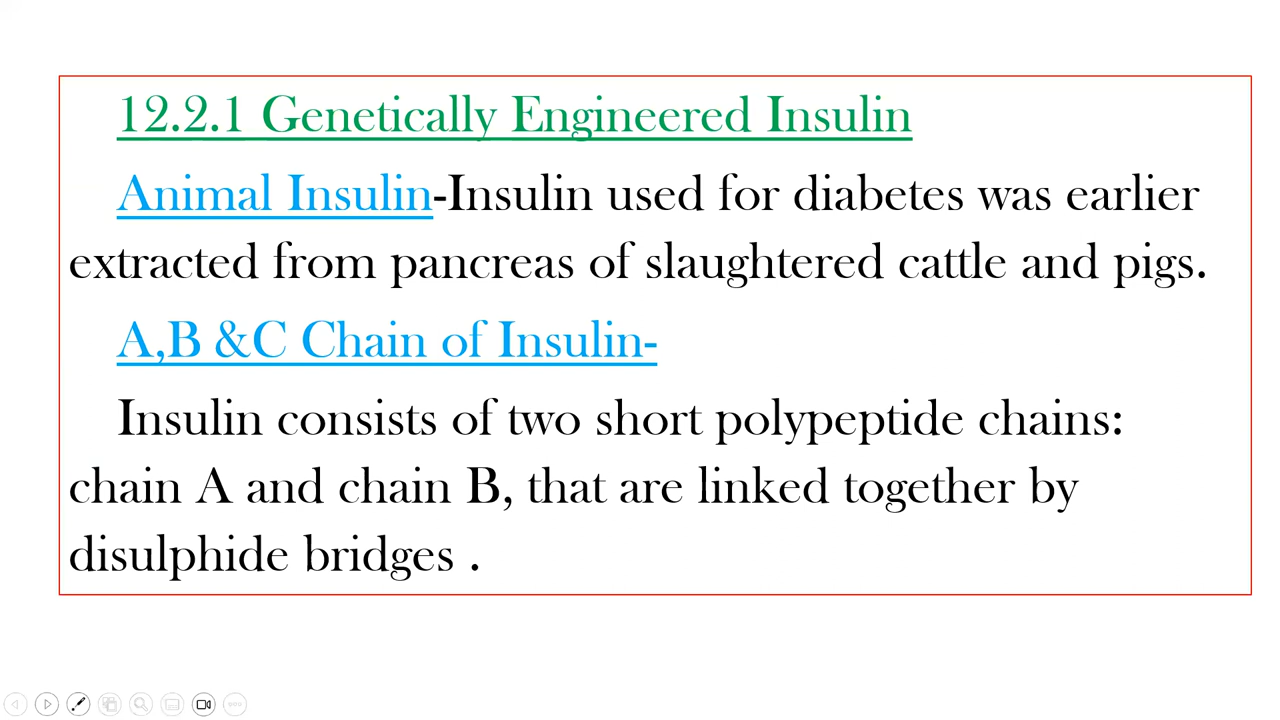 12.2.1 Genetically Engineered Insulin
Animal Insulin-Insulin used for diabetes was earlier
extracted from pancreas of slaughtered cattle and pigs.
A,B &C Chain of Insulin-
Insulin consists of two short polypeptide chains:
chain A and chain B, that are linked together by
disulphide bridges .